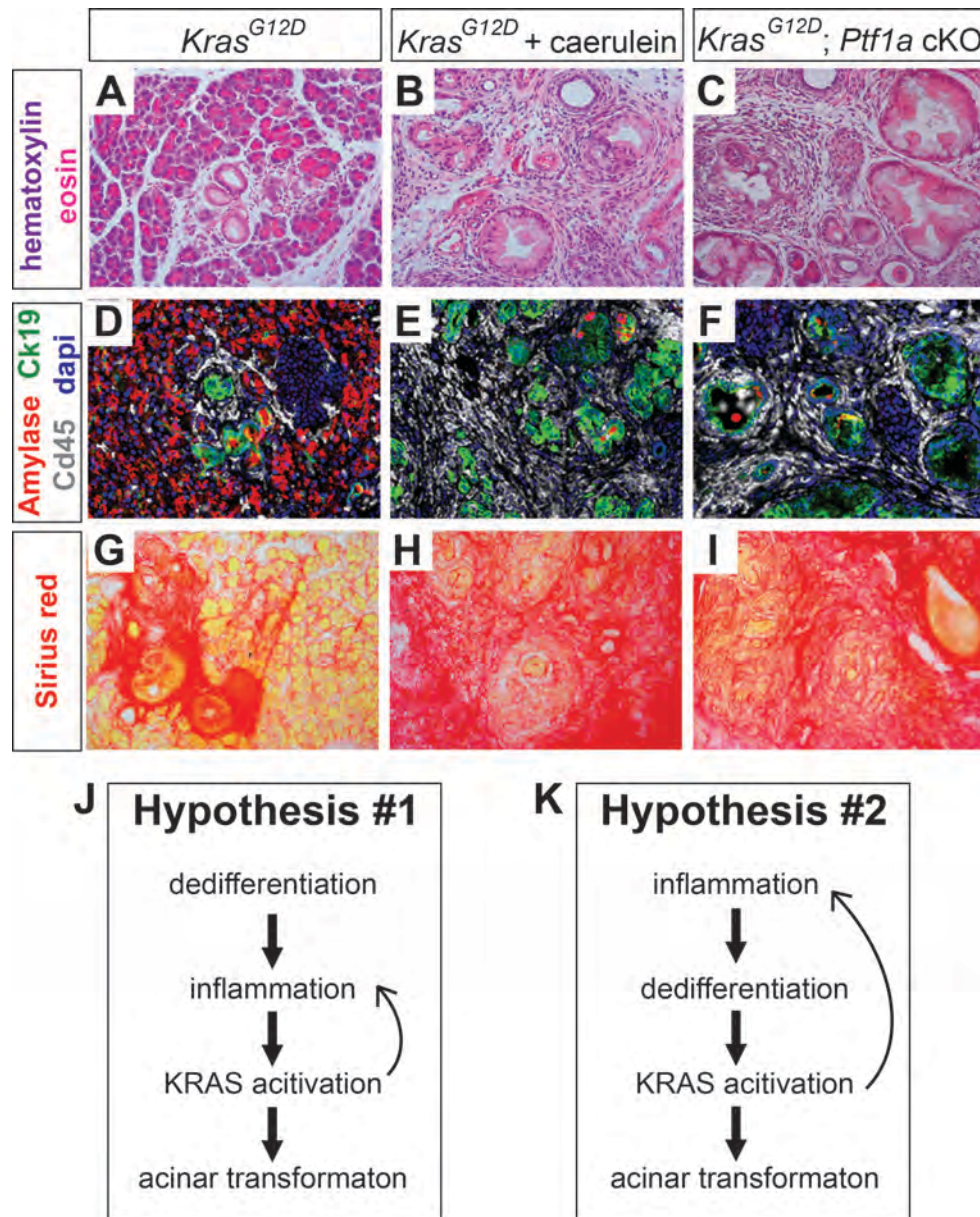 Kras^G12D
Kras^G12D + caerulein
Kras^G12D; Ptf1a cKO
hematoxylin
eosin
A
B
C
Amylase Ck19
Cd45 dapi
D
E
F
Sirius red
G
H
I
J
Hypothesis #1
dedifferentiation
inflammation
KRAS acitivation
acinar transformaton
K
Hypothesis #2
inflammation
dedifferentiation
KRAS acitivation
acinar transformaton